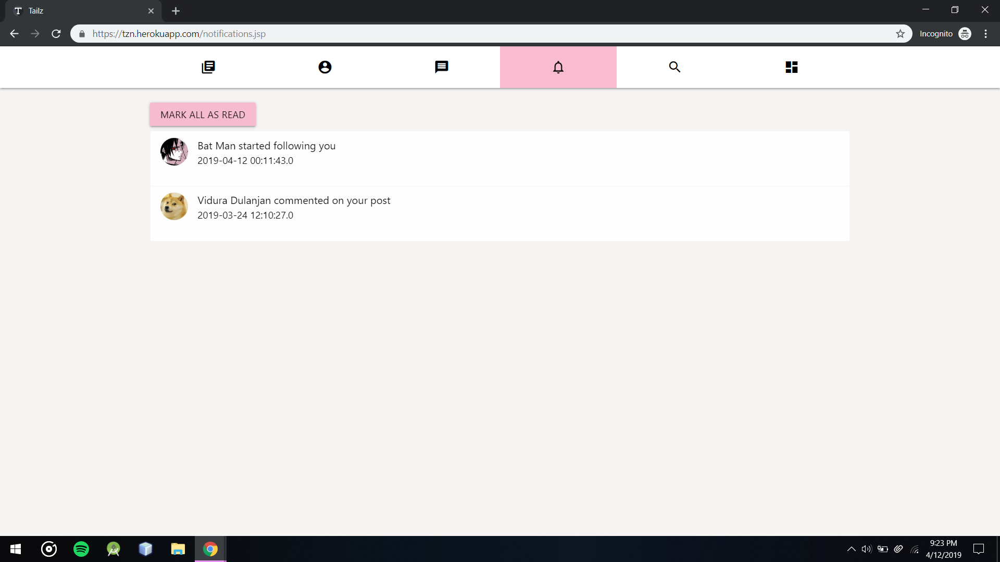 Tailz
https://tzn.herokuapp.com/notifications.jsp
Incognito
MARK ALL AS READ
Bat Man started following you
2019-04-12 00:11:43.0
Vidura Dulanjan commented on your post
2019-03-24 12:10:27.0
9:23 PM
4/12/2019